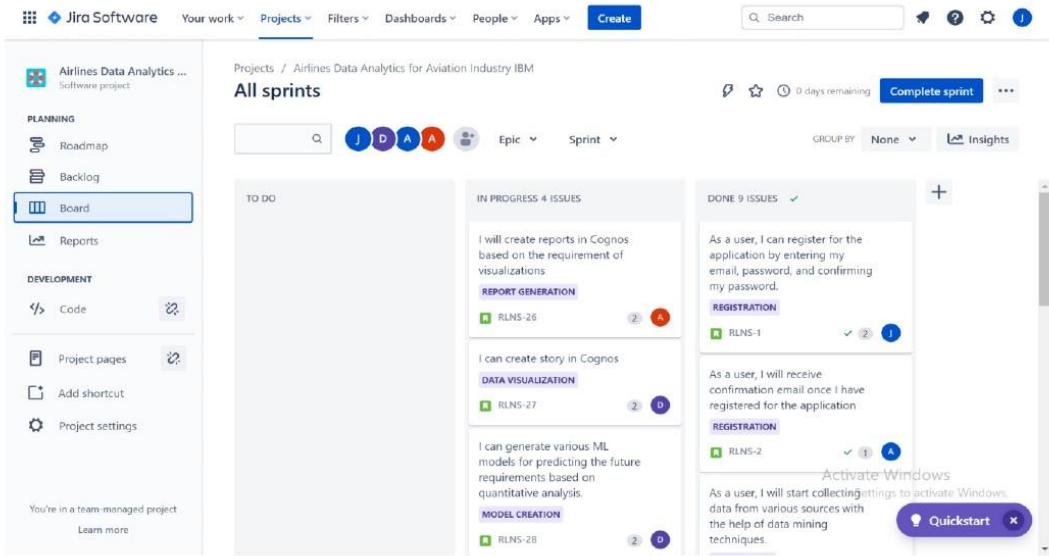 Jira Software Your work Projects Filters Dashboards People Apps Create Search J
Airlines Data Analytics ...
Software project
PLANNING
Roadmap
Backlog
Board
Reports
DEVELOPMENT
Code
Project pages
Add shortcut
Project settings
You're in a team-managed project
Learn more
Projects / Airlines Data Analytics for Aviation Industry IBM
All sprints
0 days remaining Complete sprint
J D A A Epic Sprint GROUP BY None Insights
TO DO
IN PROGRESS 4 ISSUES
I will create reports in Cognos
based on the requirement of
visualizations
REPORT GENERATION
RLNS-26 2 A
I can create story in Cognos
DATA VISUALIZATION
RLNS-27 2 D
I can generate various ML
models for predicting the future
requirements based on
quantitative analysis.
MODEL CREATION
RLNS-28 2 D
DONE 9 ISSUES
As a user, I can register for the
application by entering my
email, password, and confirming
my password.
REGISTRATION
RLNS-1 2 J
As a user, I will receive
confirmation email once I have
registered for the application
REGISTRATION
RLNS-2 1 A
As a user, I will start collecting
data from various sources with
the help of data mining
techniques.
Activate Windows
settings to activate Windows.
Quickstart